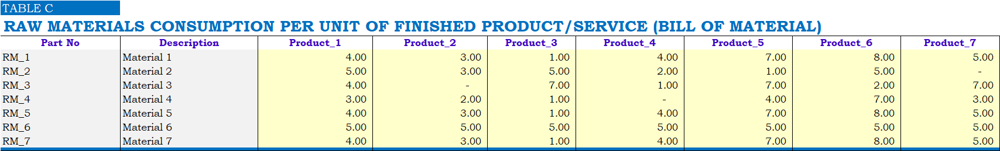 TABLE C
RAW MATERIALS CONSUMPTION PER UNIT OF FINISHED PRODUCT/SERVICE (BILL OF MATERIAL)
Part No Description Product_1 Product_2 Product_3 Product_4 Product_5 Product_6 Product_7
RM_1 Material 1 4.00 3.00 1.00 4.00 7.00 8.00 5.00
RM_2 Material 2 5.00 3.00 5.00 2.00 1.00 5.00 -
RM_3 Material 3 4.00 - 7.00 1.00 7.00 2.00 7.00
RM_4 Material 4 3.00 2.00 1.00 - 4.00 7.00 3.00
RM_5 Material 5 4.00 3.00 1.00 4.00 7.00 8.00 5.00
RM_6 Material 6 5.00 5.00 5.00 5.00 5.00 5.00 5.00
RM_7 Material 7 4.00 3.00 1.00 4.00 7.00 8.00 5.00